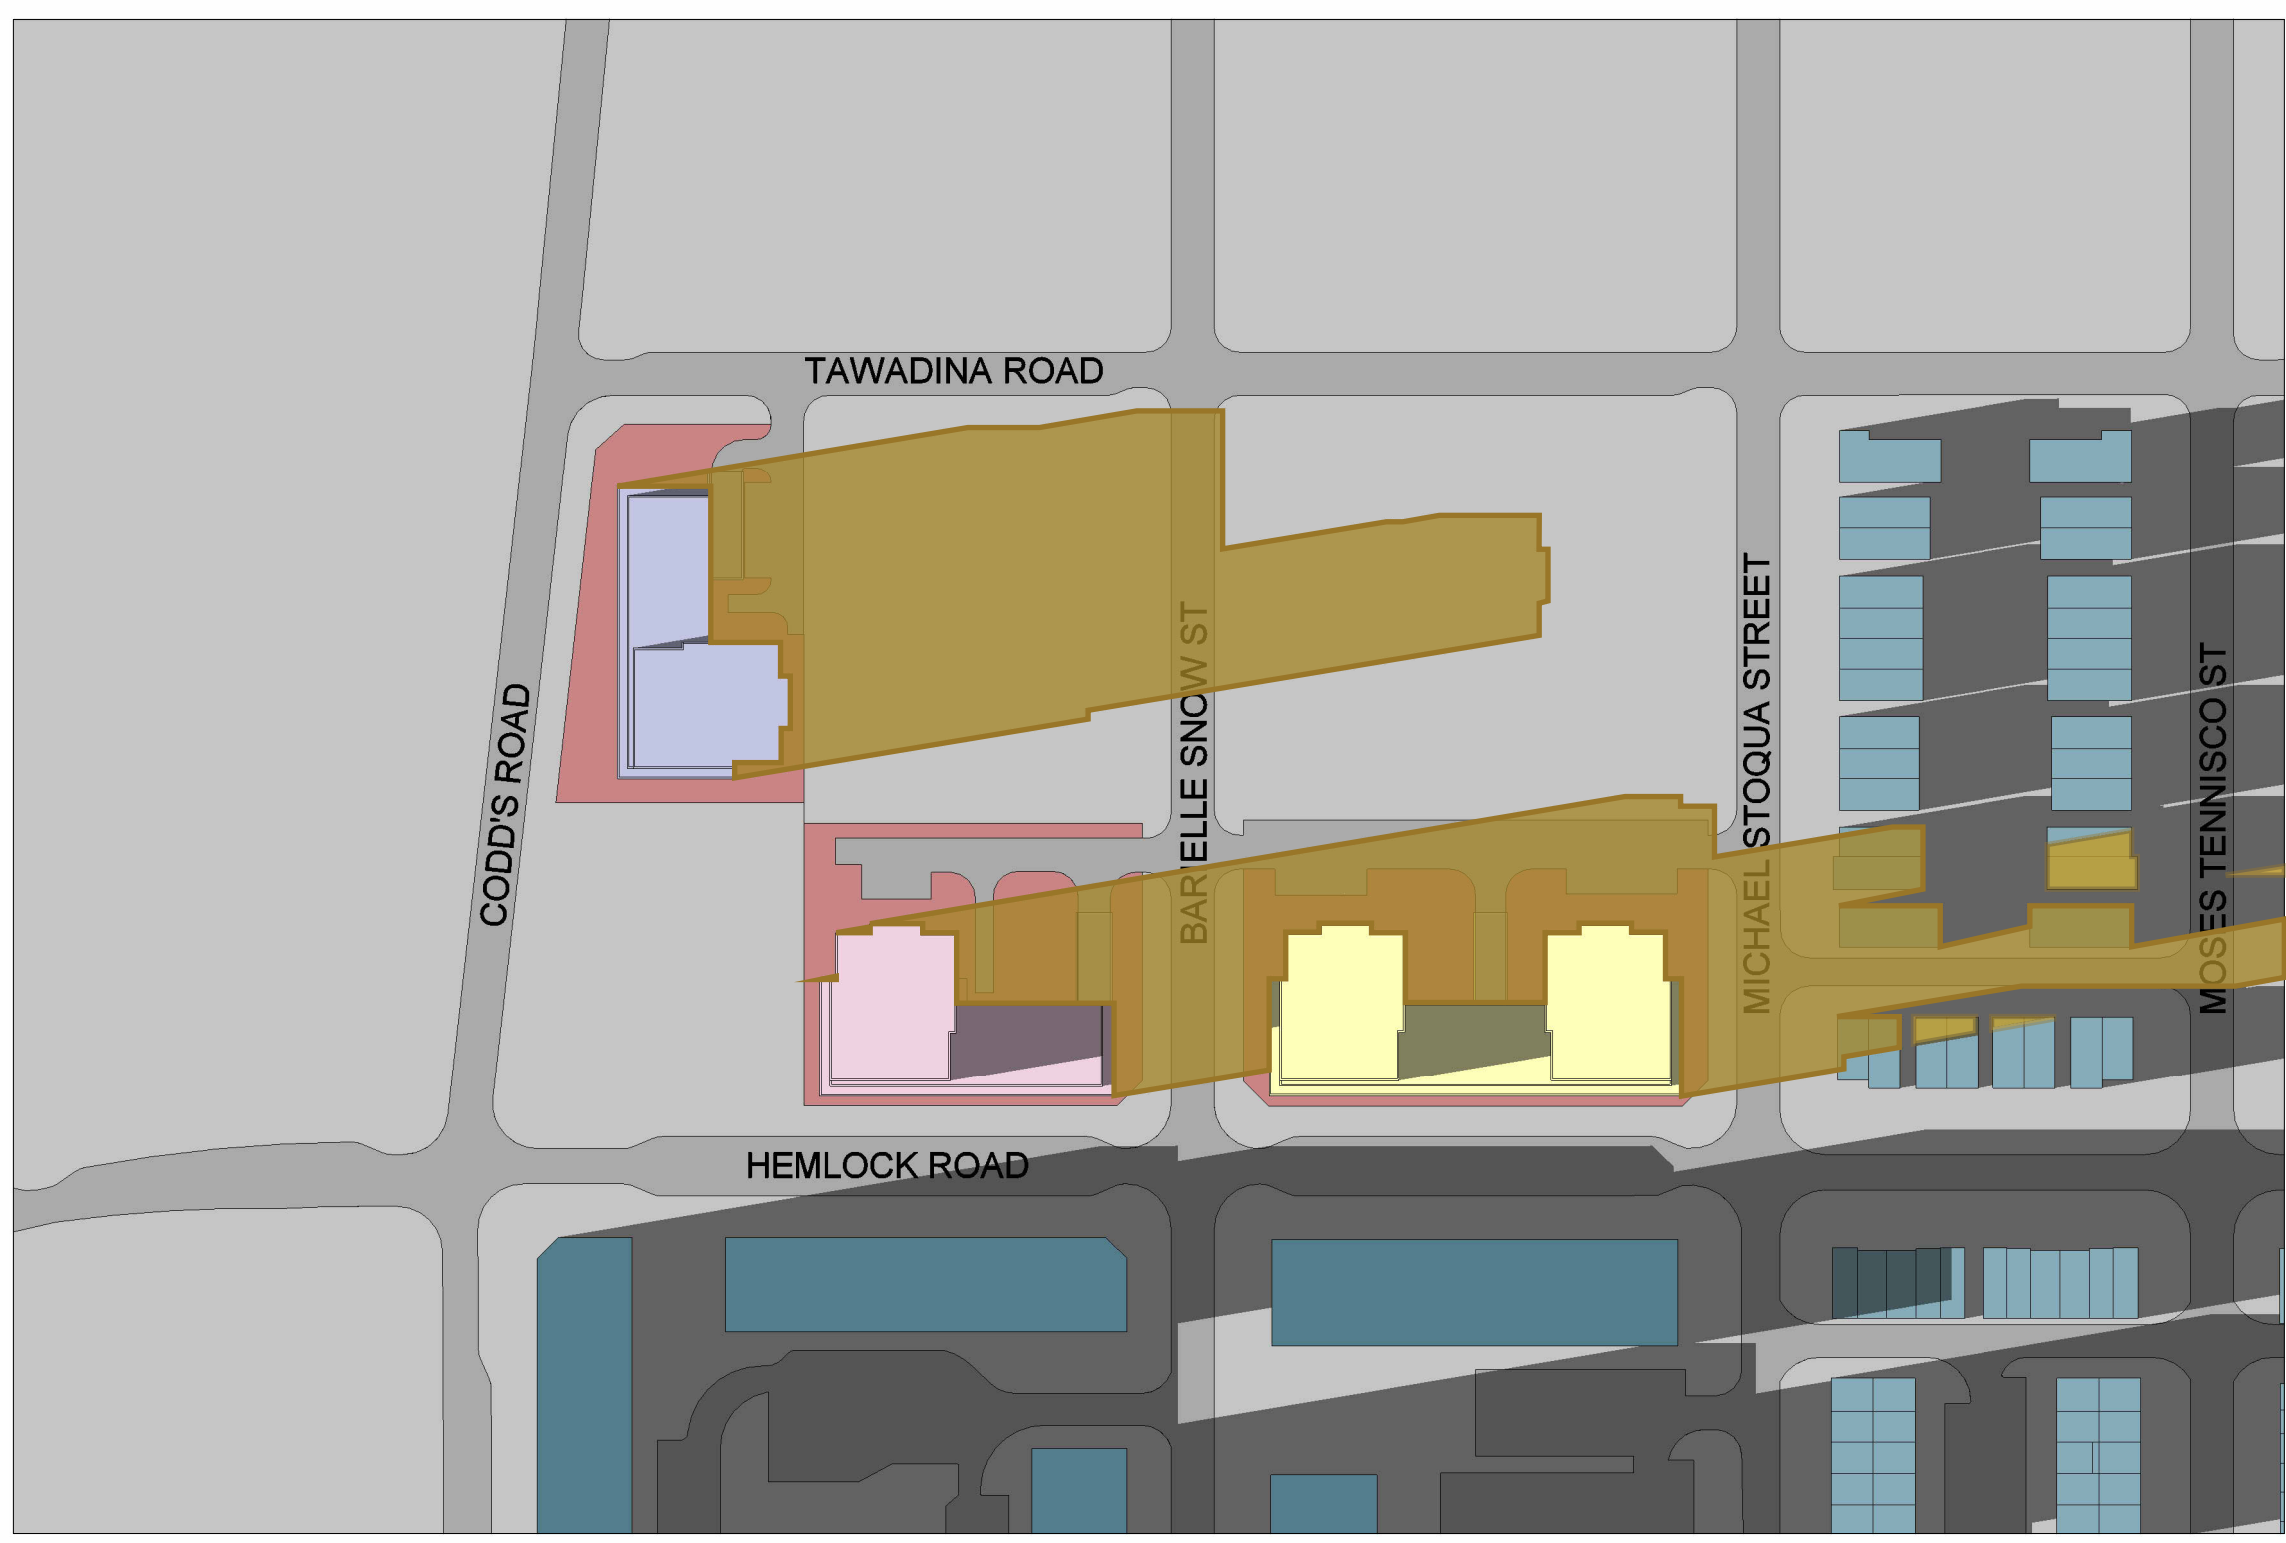 TAWADINA ROAD
CODD'S ROAD
BARIELLE SNOW ST
MICHAEL STOQUA STREET
MOSES TENNISCO ST
HEMLOCK ROAD